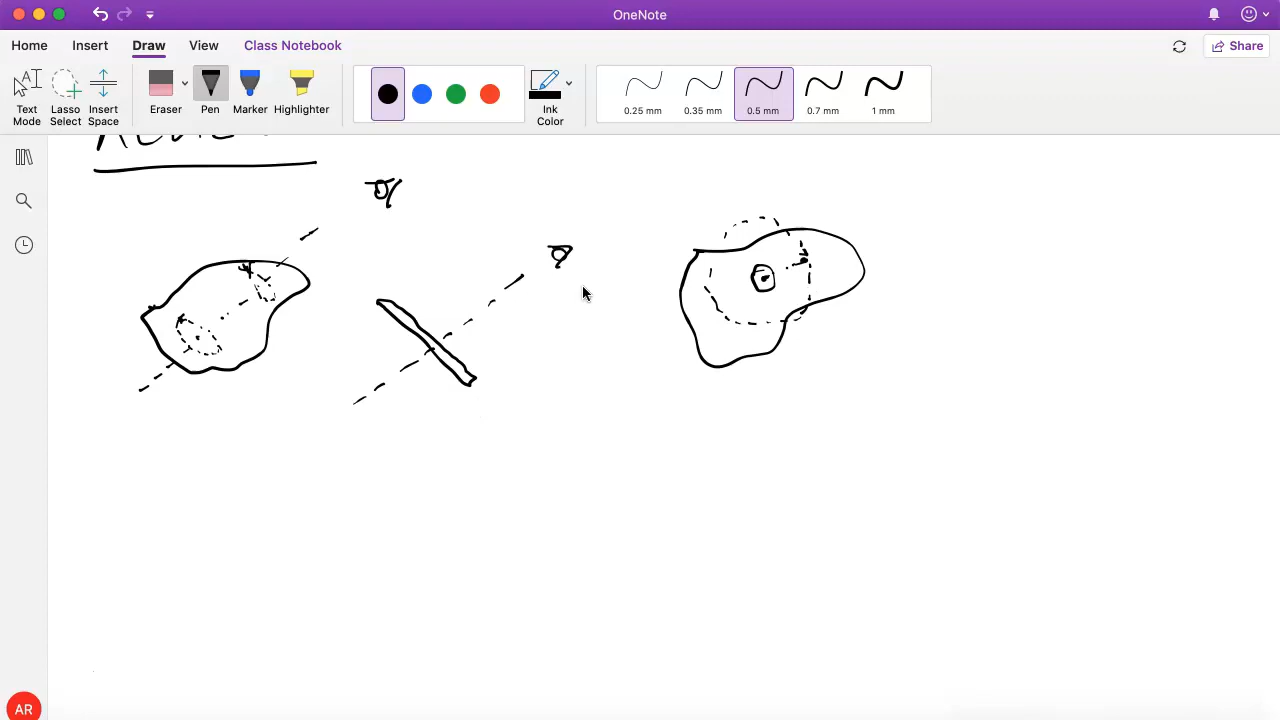 OneNote
Home Insert Draw View Class Notebook
Share
Text Mode
Lasso Select
Insert Space
Eraser
Pen
Marker
Highlighter
Ink Color
0.25 mm
0.35 mm
0.5 mm
0.7 mm
1 mm
AR